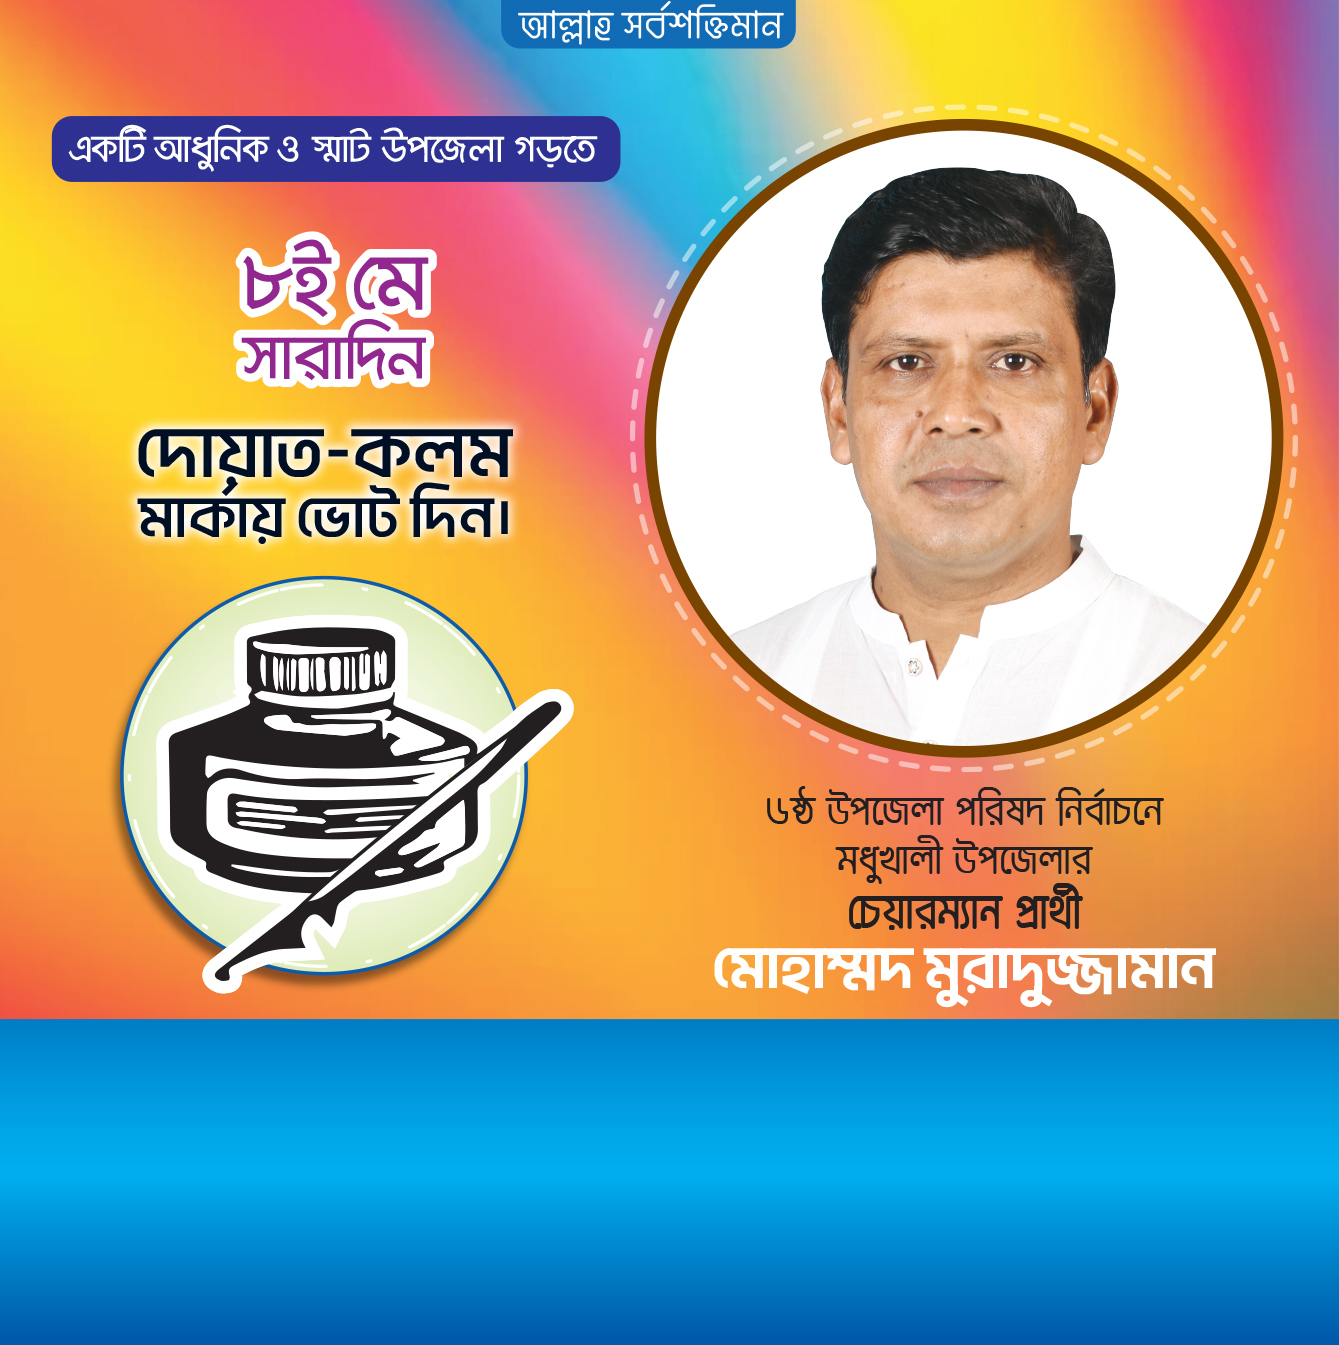 আল্লাহ সর্বশক্তিমান
একটি আধুনিক ও স্মাট উপজেলা গড়তে
৮ই মে
সারাদিন
দোয়াত-কলম
মার্কায় ভোট দিন।
৬ষ্ঠ উপজেলা পরিষদ নির্বাচনে
মধুখালী উপজেলার
চেয়ারম্যান প্রার্থী
মোহাম্মদ মুরাদুজ্জামান